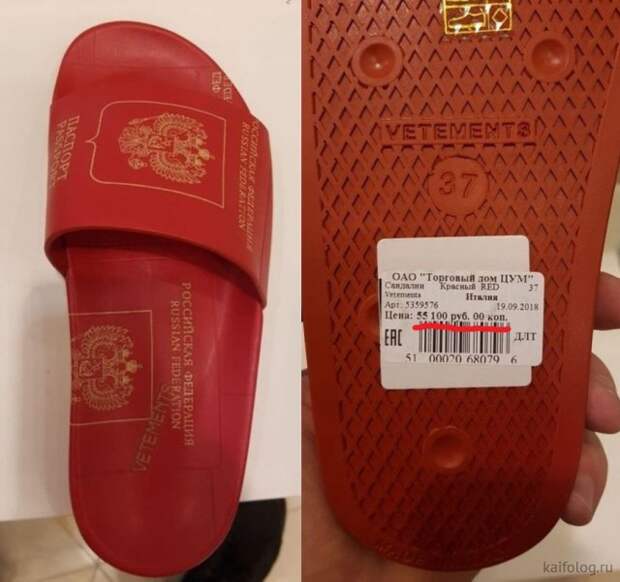 ПАСПОРТ
PASSPORT
РОССИЙСКАЯ ФЕДЕРАЦИЯ
RUSSIAN FEDERATION
РОССИЙСКАЯ ФЕДЕРАЦИЯ
RUSSIAN FEDERATION
VETEMENTS
VETEMENTS
37
ОАО "Торговый дом ЦУМ"
Сандалии Красный RED 37
Vetements Италия
Арт: 5359576 19.09.2018
Цена: 55 100 руб. 00 коп.
EAC ДЛТ
51 00020 68079 6
kaifolog.ru